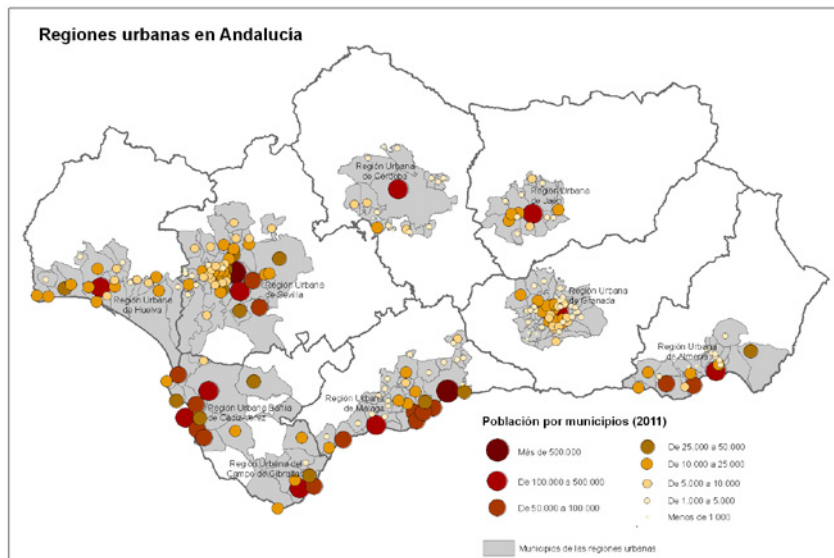 Regiones urbanas en Andalucía
Región Urbana
de Córdoba
Región Urbana
de Jaén
Región Urbana
de Sevilla
Región Urbana
de Huelva
Región Urbana
de Granada
Región Urbana
de Almería
Región Urbana
de Málaga
Región Urbana Bahía
de Cádiz-Jerez
Región Urbana del
Campo de Gibraltar
Población por municipios (2011)
Más de 500.000
De 100.000 a 500.000
De 50.000 a 100.000
De 25.000 a 50.000
De 10.000 a 25.000
De 5.000 a 10.000
De 1.000 a 5.000
Menos de 1.000
Municipios de las regiones urbanas